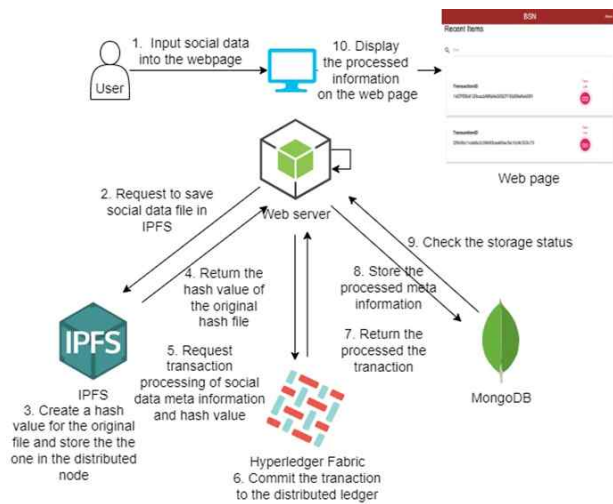 1. Input social data
into the webpage
User
10. Display
the processed
information
on the web page
BSN
Recent Items
TransactionID
TransactionID
Web page
2. Request to save
social data file in
IPFS
Web server
9. Check the storage status
4. Return the
hash value of
the original
hash file
8. Store the
processed meta
information
IPFS
7. Return the
processed the
tranaction
5. Request
transaction
processing of social
data meta information
and hash value
MongoDB
IPFS
3. Create a hash
value for the original
file and store the the
one in the distributed
node
Hyperledger Fabric
6. Commit the tranaction
to the distributed ledger